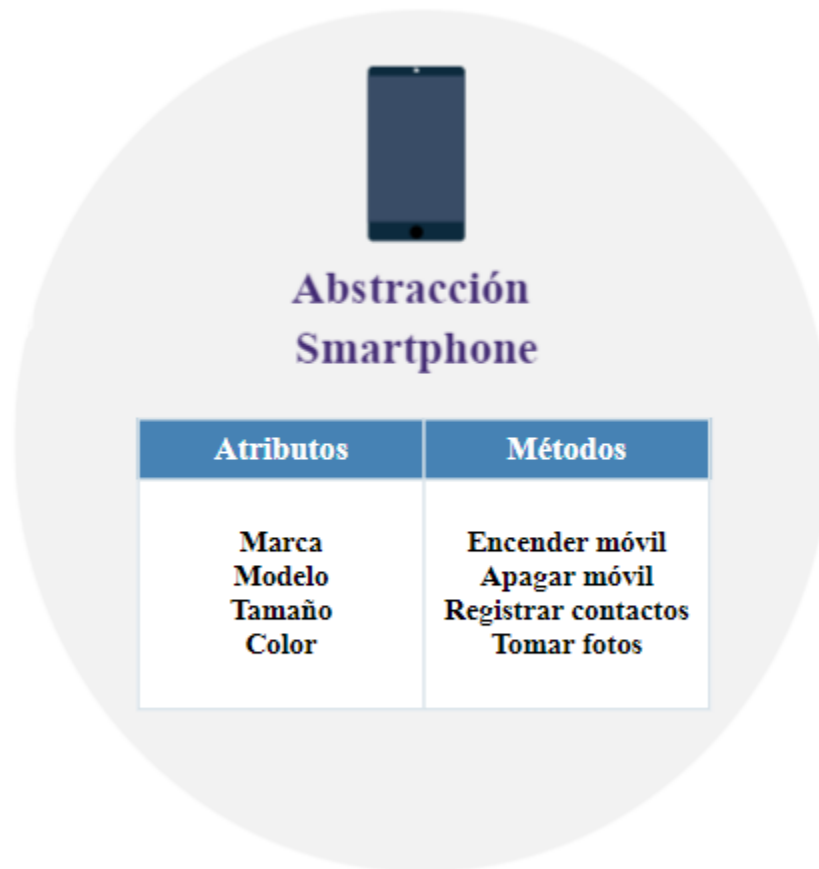 Abstracción
Smartphone
Atributos
Métodos
Marca
Modelo
Tamaño
Color
Encender móvil
Apagar móvil
Registrar contactos
Tomar fotos